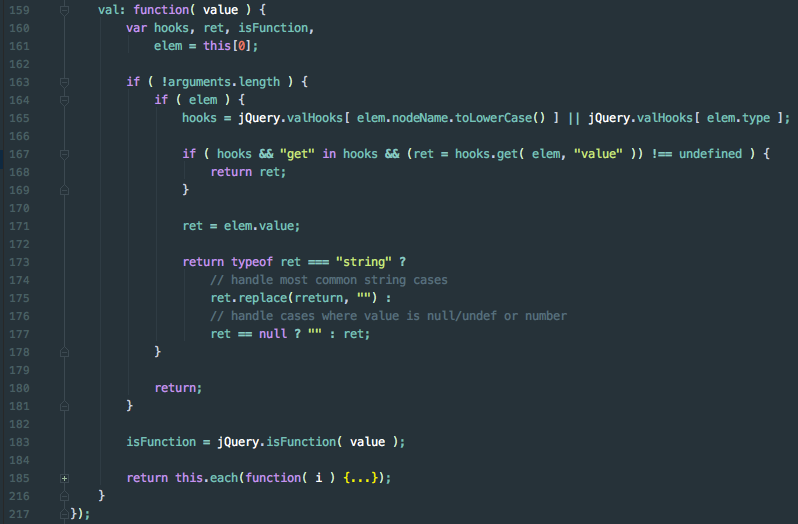 159 val: function( value ) {
160 var hooks, ret, isFunction,
161 elem = this[0];
162
163 if ( !arguments.length ) {
164 if ( elem ) {
165 hooks = jQuery.valHooks[ elem.nodeName.toLowerCase() ] || jQuery.valHooks[ elem.type ];
166
167 if ( hooks && "get" in hooks && (ret = hooks.get( elem, "value" )) !== undefined ) {
168 return ret;
169 }
170
171 ret = elem.value;
172
173 return typeof ret === "string" ?
174 // handle most common string cases
175 ret.replace(rreturn, "") :
176 // handle cases where value is null/undef or number
177 ret == null ? "" : ret;
178 }
179
180 return;
181 }
182
183 isFunction = jQuery.isFunction( value );
184
185 return this.each(function( i ) {...});
216 }
217 });